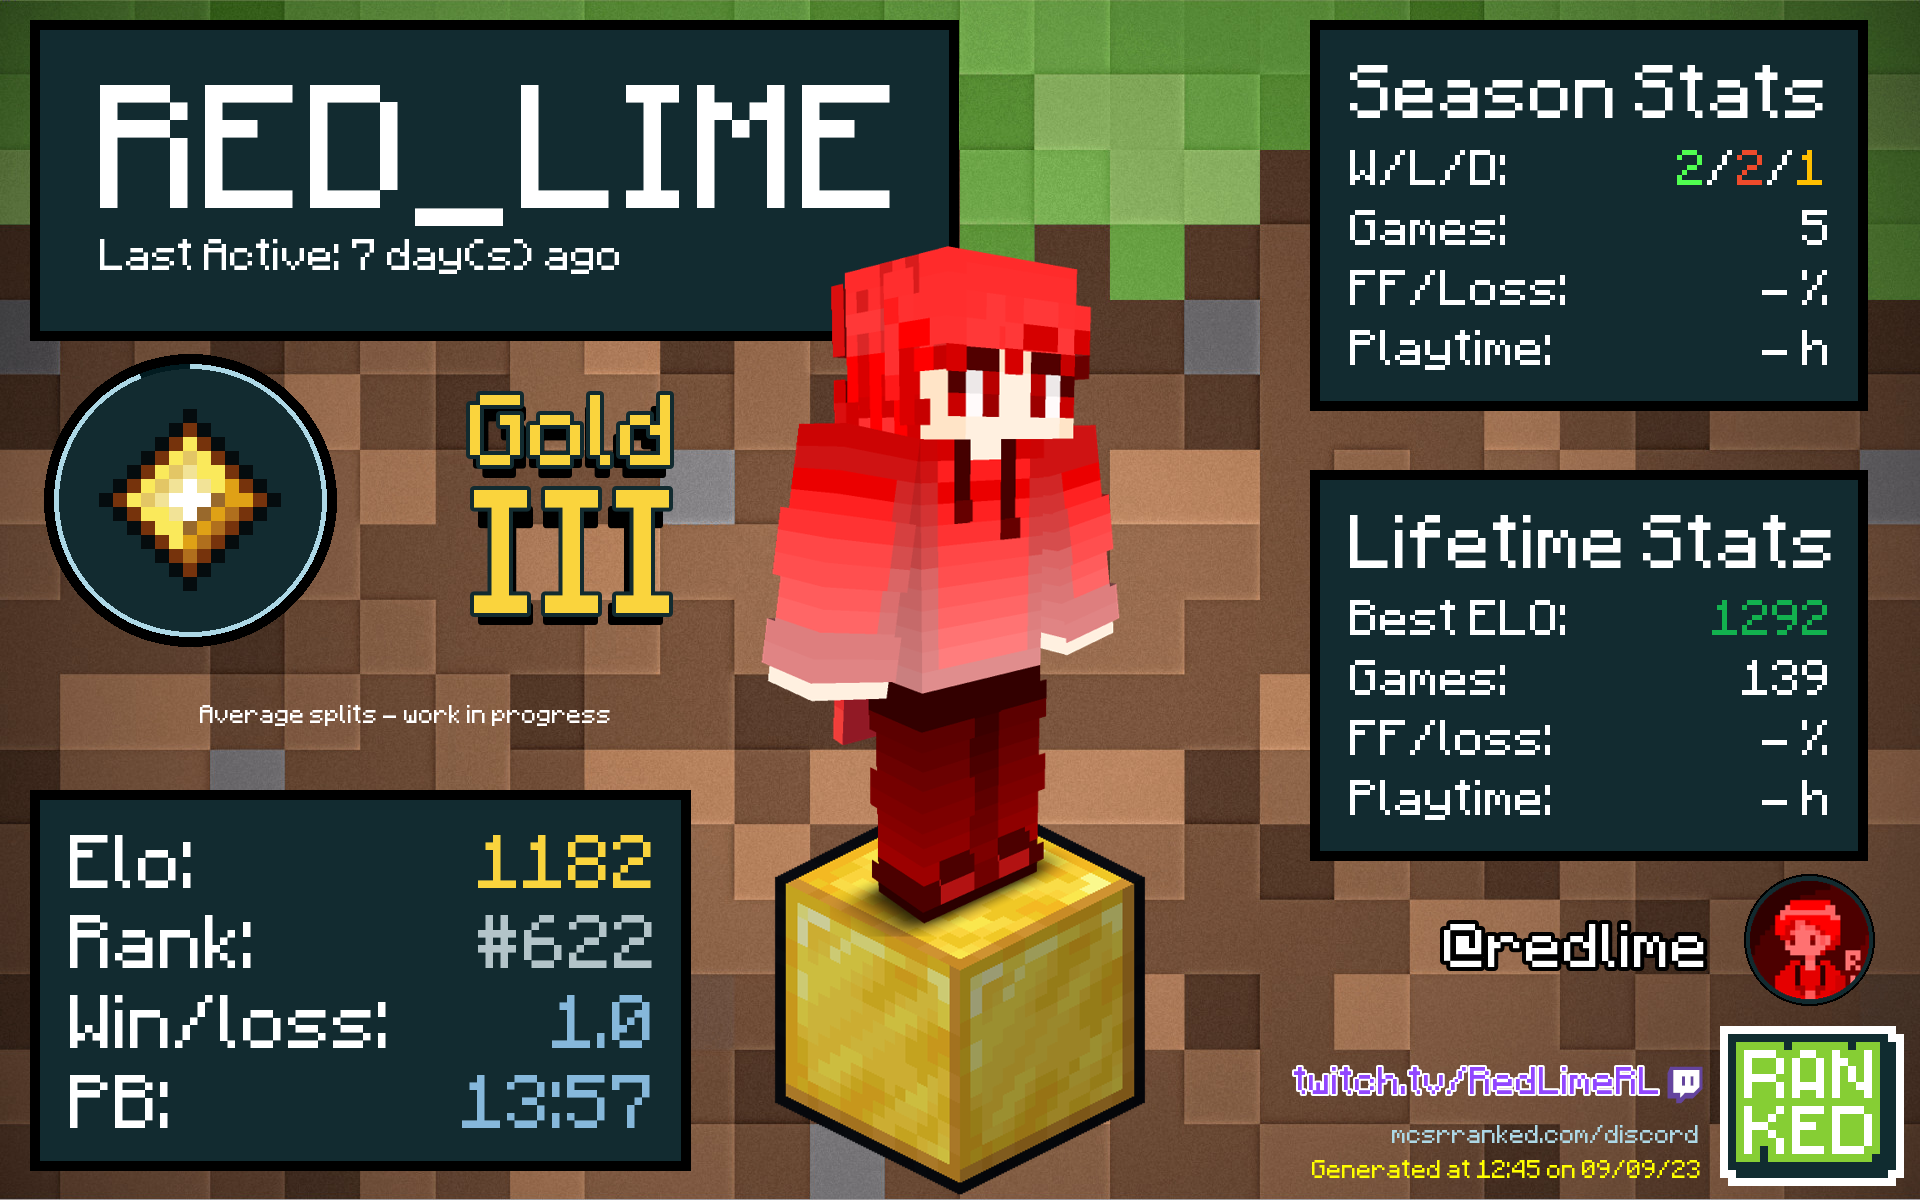 RED_LIME
Last Active: 7 day(s) ago
Gold
III
Average splits - work in progress
Elo: 1182
Rank: #622
Win/loss: 1.0
PB: 13:57
Season Stats
W/L/D: 2/2/1
Games: 5
FF/Loss: - %
Playtime: - h
Lifetime Stats
Best ELO: 1292
Games: 139
FF/loss: - %
Playtime: - h
@redlime
twitch.tv/RedLimeRL
mcsrranked.com/discord
Generated at 12:45 on 09/09/23
RAN
KED